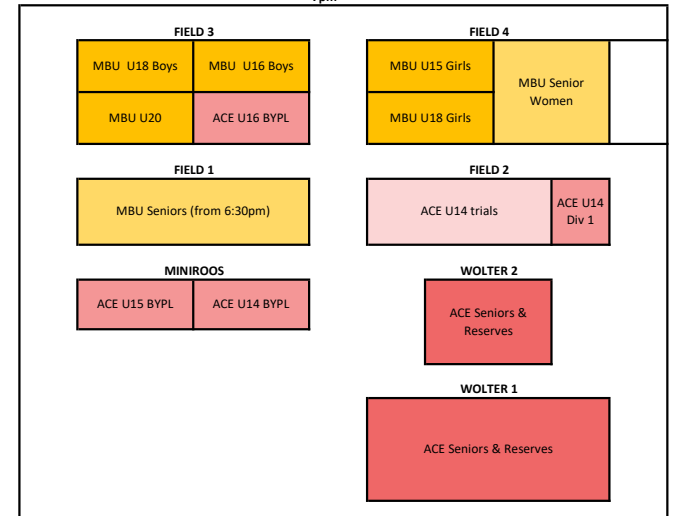 7pm
FIELD 3
FIELD 4
MBU U18 Boys
MBU U16 Boys
MBU U15 Girls
MBU Senior
Women
MBU U20
ACE U16 BYPL
MBU U18 Girls
FIELD 1
FIELD 2
MBU Seniors (from 6:30pm)
ACE U14 trials
ACE U14
Div 1
MINIROOS
WOLTER 2
ACE U15 BYPL
ACE U14 BYPL
ACE Seniors &
Reserves
WOLTER 1
ACE Seniors & Reserves